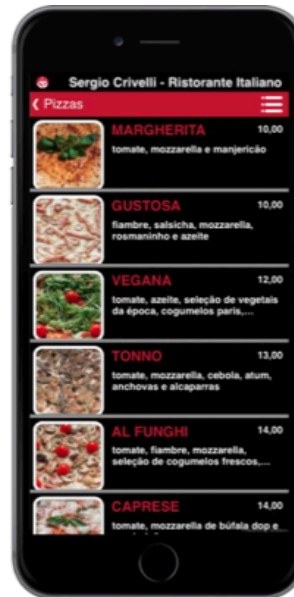 Sergio Crivelli - Ristorante Italiano
Pizzas
MARGHERITA 10,00
tomate, mozzarella e manjericão
GUSTOSA 10,00
fiambre, salsicha, mozzarella,
rosmaninho e azeite
VEGANA 12,00
tomate, azeite, seleção de vegetais
da época, cogumelos paris,...
TONNO 13,00
tomate, mozzarella, cebola, atum,
anchovas e alcaparras
AL FUNGHI 14,00
tomate, fiambre, mozzarella,
seleção de cogumelos frescos,...
CAPRESE 14,00
tomate, mozzarella de búfala dop e